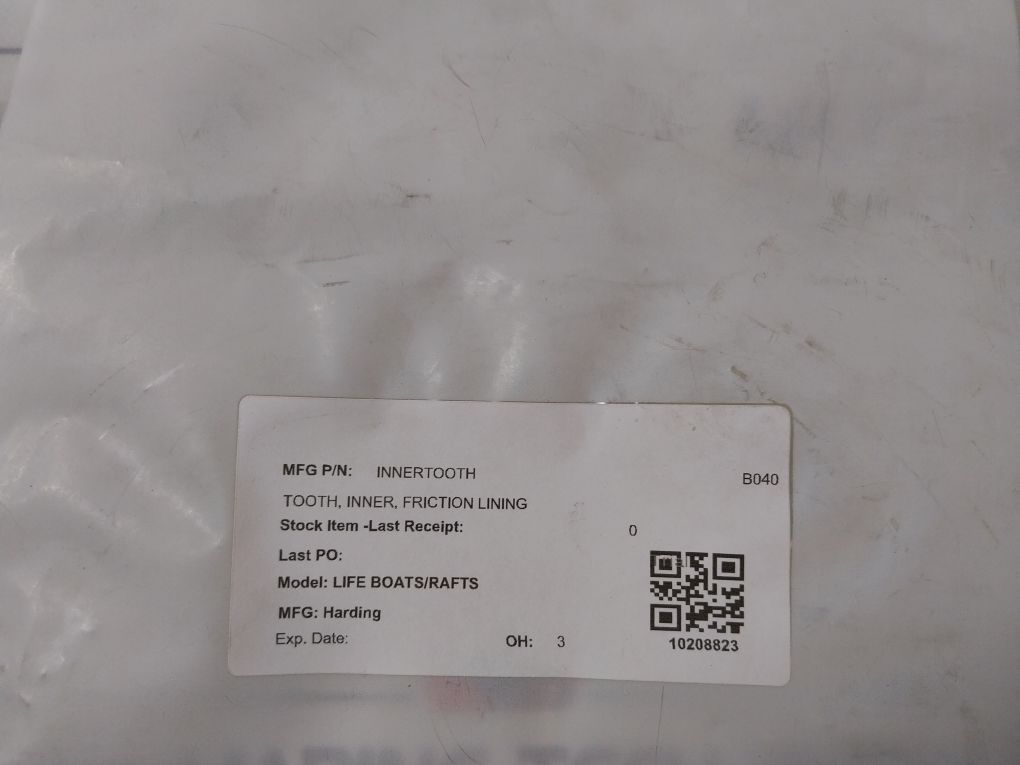 MFG P/N: INNERTOOTH B040
TOOTH, INNER, FRICTION LINING
Stock Item -Last Receipt: 0
Last PO:
Model: LIFE BOATS/RAFTS
MFG: Harding
Exp. Date: OH: 3
10208823